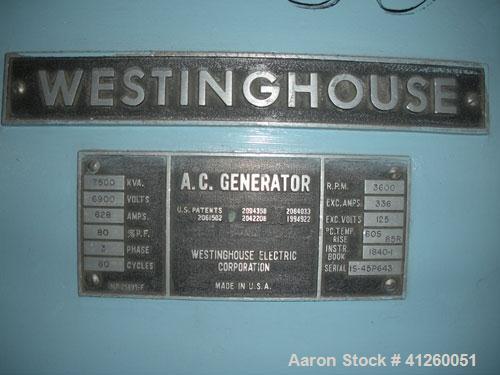 WESTINGHOUSE
7500 KVA.
6900 VOLTS
628 AMPS.
80 % P.F.
3 PHASE
60 CYCLES
A.C. GENERATOR
U.S. PATENTS 2094358 2064033
2061502 2042208 1994922
WESTINGHOUSE ELECTRIC
CORPORATION
MADE IN U.S.A.
R.P.M. 3600
EXC. AMPS. 336
EXC. VOLTS 125
°C. TEMP. RISE 60S 85R
INSTR. BOOK 1840-1
SERIAL 1S-45P643
Aaron Stock # 41260051